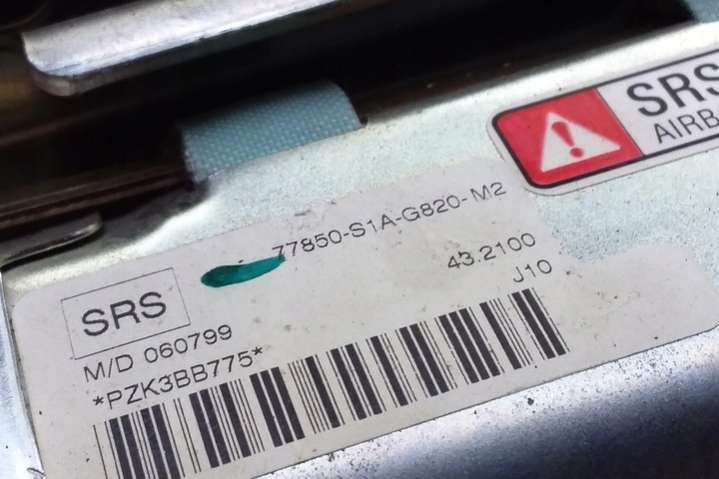 SRS
AIRB
77850-S1A-G820-M2
43.2100
J10
SRS
M/D 060799
*PZK3BB775*